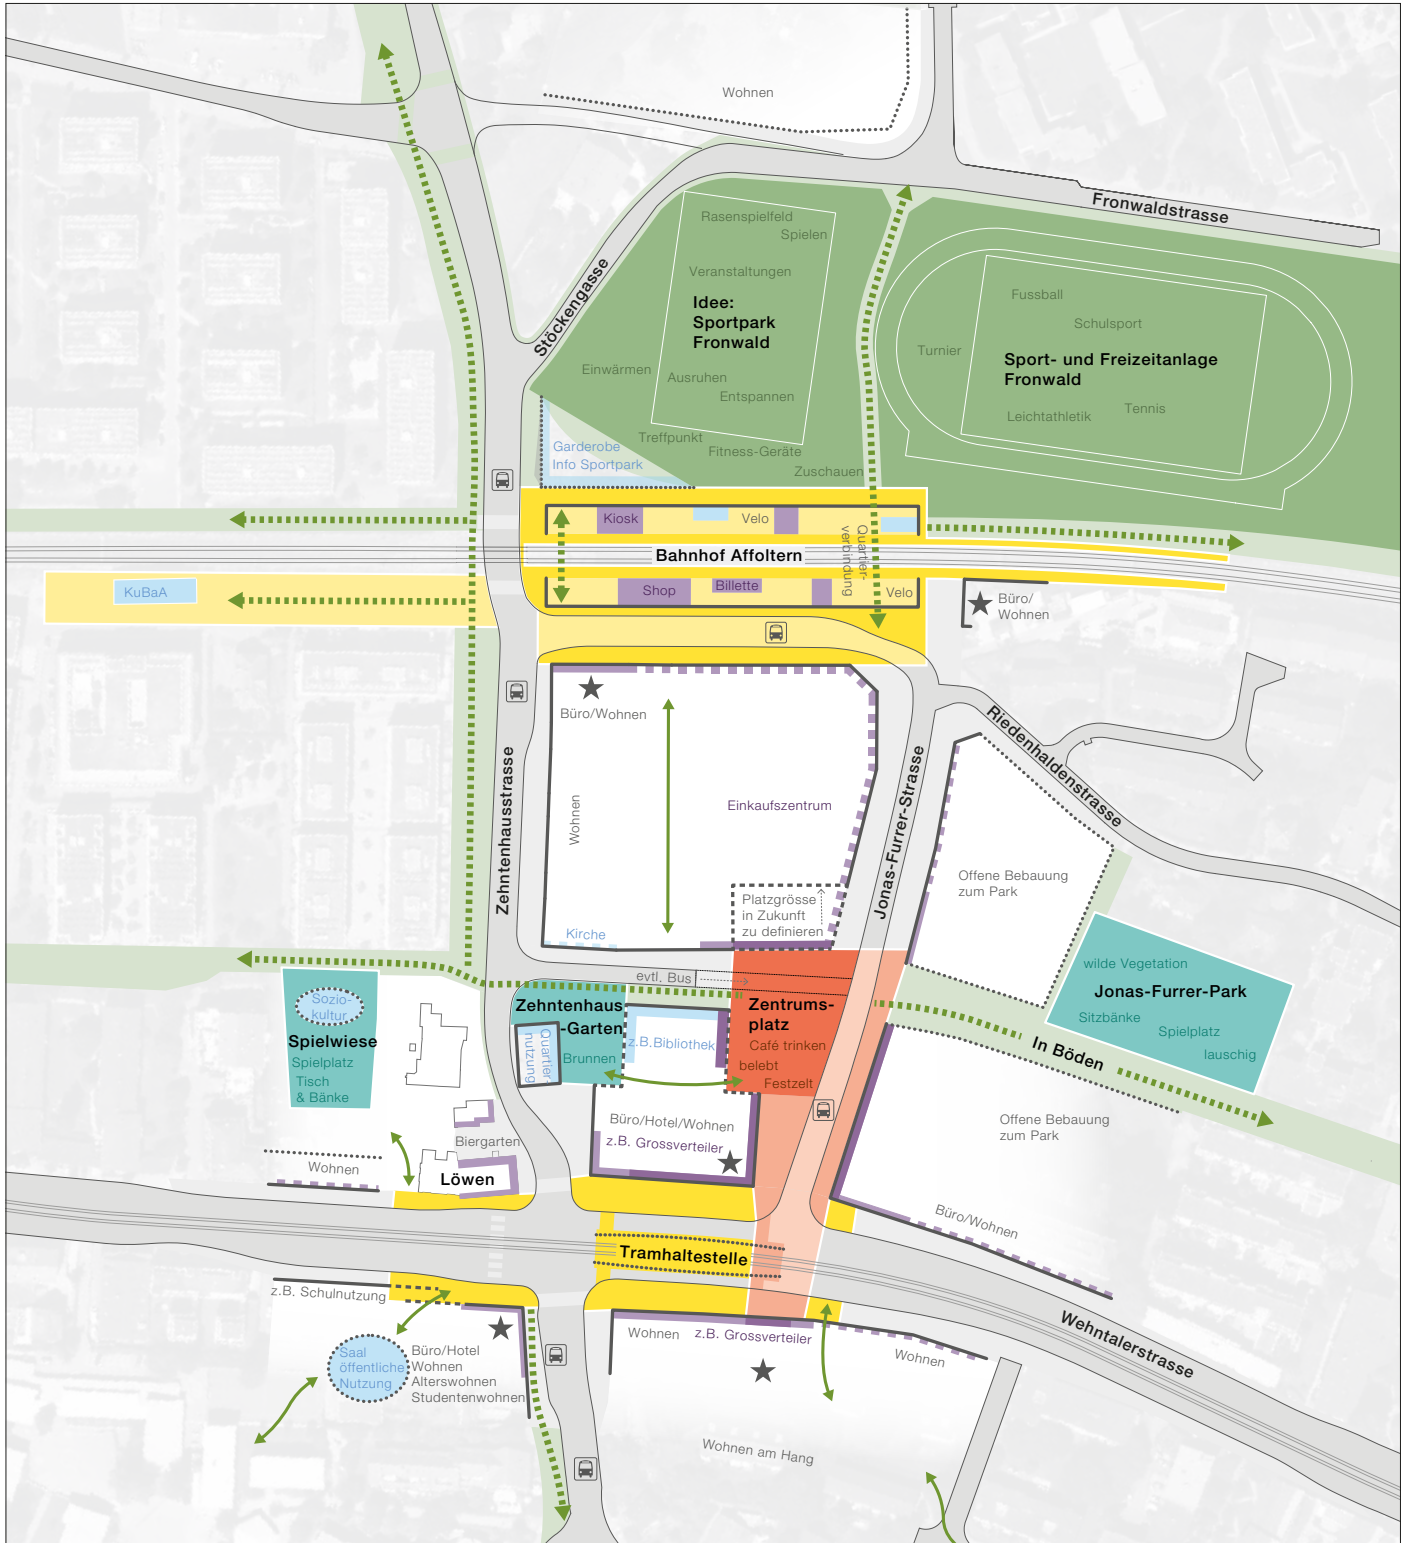 Wohnen
Fronwaldstrasse
Rasenspielfeld
Spielen
Veranstaltungen
Idee:
Sportpark
Fronwald
Stöckengasse
Einwärmen
Ausruhen
Entspannen
Treffpunkt
Fitness-Geräte
Zuschauen
Fussball
Schulsport
Turnier
Sport- und Freizeitanlage
Fronwald
Leichtathletik
Tennis
Garderobe
Info Sportpark
Kiosk
Velo
Quartier-
verbindung
Bahnhof Affoltern
Shop
Billette
Velo
KuBaA
Büro/
Wohnen
Büro/Wohnen
Wohnen
Einkaufszentrum
Zehntenhausstrasse
Jonas-Furrer-Strasse
Riedenhaldenstrasse
Offene Bebauung
zum Park
Platzgrösse
in Zukunft
zu definieren
Kirche
evtl. Bus
wilde Vegetation
Jonas-Furrer-Park
Sitzbänke
Spielplatz
lauschig
Sozio-
kultur
Spielwiese
Spielplatz
Tisch
& Bänke
Zehntenhaus
-Garten
Quartier-
nutzung
Brunnen
z.B.Bibliothek
Zentrums-
platz
Café trinken
belebt
Festzelt
In Böden
Offene Bebauung
zum Park
Büro/Hotel/Wohnen
z.B. Grossverteiler
Biergarten
Löwen
Wohnen
Büro/Wohnen
Tramhaltestelle
z.B. Schulnutzung
Saal
öffentliche
Nutzung
Büro/Hotel
Wohnen
Alterswohnen
Studentenwohnen
Wohnen
z.B. Grossverteiler
Wohnen
Wehntalerstrasse
Wohnen am Hang